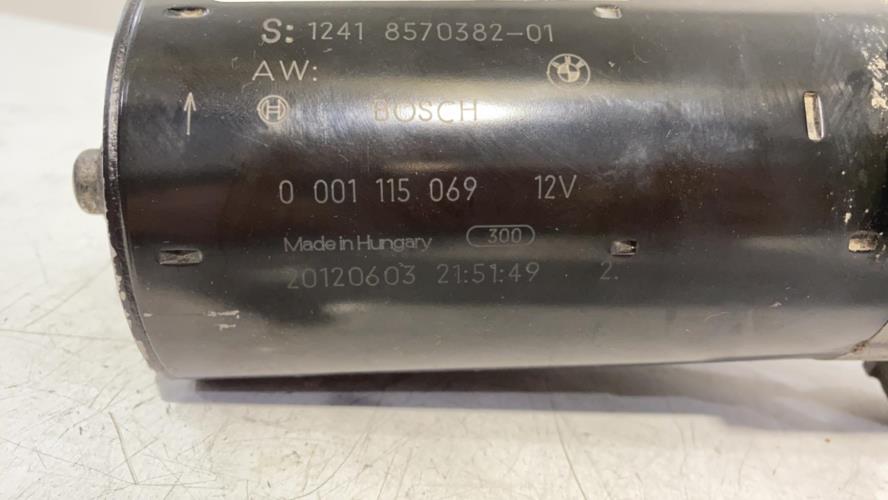 S: 1241 8570382-01
AW:
BOSCH
0 001 115 069 12V
Made in Hungary 300
20120603 21:51:49 2.